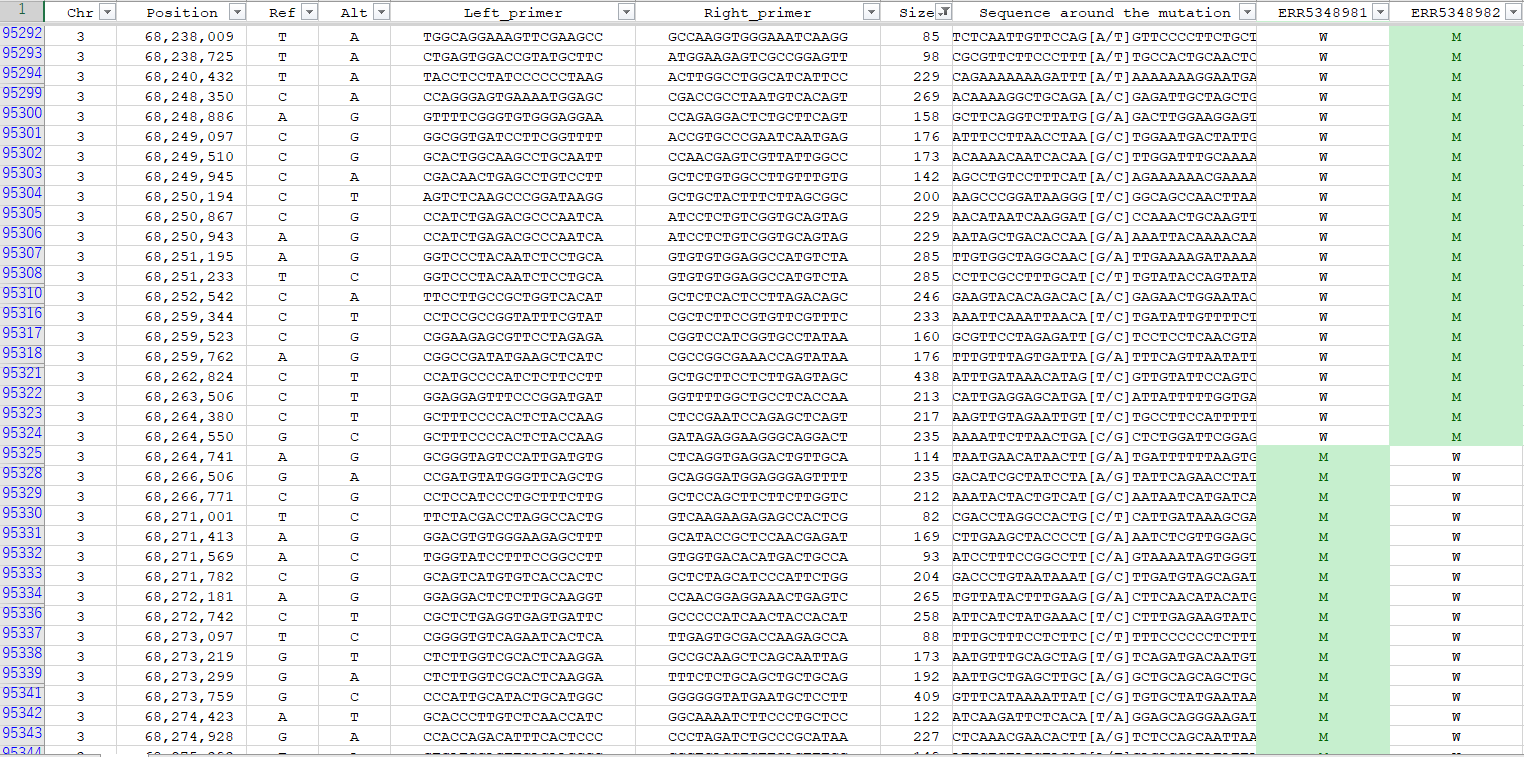 1 Chr Position Ref Alt Left_primer Right_primer Size Sequence around the mutation ERR5348981 ERR5348982
95292 3 68,238,009 T A TGGCAGGAAAGTTCGAAGCC GCCAAGGTGGGAAATCAAGG 85 TCTCAATTGTTCCAG[A/T]GTTCCCCTTCTGCT W M
95293 3 68,238,725 T A CTGAGTGGACCGTATGCTTC ATGGAAGAGTCGCCGGAGTT 98 CGCGTTCTTCCCTTT[A/T]TGCCACTGCAACTC W M
95294 3 68,240,432 T A TACCTCCTATCCCCCCTAAG ACTTGGCCTGGCATCATTCC 229 CAGAAAAAAAGATTT[A/T]AAAAAAAGGAATGA W M
95299 3 68,248,350 C A CCAGGGAGTGAAAATGGAGC CGACCGCCTAATGTCACAGT 269 ACAAAAGGCTGCAGA[A/C]GAGATTGCTAGCTG W M
95300 3 68,248,886 A G GTTTTCGGGTGTGGGAGGAA CCAGAGGACTCTGCTTCAGT 158 GCTTCAGGTCTTATG[G/A]GACTTGGAAGGAGT W M
95301 3 68,249,097 C G GGCGGTGATCCTTCGGTTTT ACCGTGCCCGAATCAATGAG 176 ATTTCCTTAACCTAA[G/C]TGGAATGACTATTG W M
95302 3 68,249,510 C G GCACTGGCAAGCCTGCAATT CCAACGAGTCGTTATTGGCC 173 ACAAAACAATCACAA[G/C]TTGGATTTGCAAAA W M
95303 3 68,249,945 C A CGACAACTGAGCCTGTCCTT GCTCTGTGGCCTTGTTTGTG 142 AGCCTGTCCTTTCAT[A/C]AGAAAAAACGAAAA W M
95304 3 68,250,194 C T AGTCTCAAGCCCGGATAAGG GCTGCTACTTTCTTAGCGGC 200 AAGCCCGGATAAGGG[T/C]GGCAGCCAACTTAA W M
95305 3 68,250,867 C G CCATCTGAGACGCCCAATCA ATCCTCTGTCGGTGCAGTAG 229 AACATAATCAAGGAT[G/C]CCAAACTGCAAGTT W M
95306 3 68,250,943 A G CCATCTGAGACGCCCAATCA ATCCTCTGTCGGTGCAGTAG 229 AATAGCTGACACCAA[G/A]AAATTACAAAACAA W M
95307 3 68,251,195 A G GGTCCCTACAATCTCCTGCA GTGTGTGGAGGCCATGTCTA 285 TTGTGGCTAGGCAAC[G/A]TTGAAAAGATAAAA W M
95308 3 68,251,233 T C GGTCCCTACAATCTCCTGCA GTGTGTGGAGGCCATGTCTA 285 CCTTCGCCTTTGCAT[C/T]TTGTATACCAGTATA W M
95310 3 68,252,542 C A TTCCTTGCCGCTGGTCACAT GCTCTCACTCCTTAGACAGC 246 GAAGTACACAGACAC[A/C]GAGAACTGGAATAC W M
95316 3 68,259,344 C T CCTCCGCCGGTATTTCGTAT CGCTCTTCCGTGTTCGTTTC 233 AAATTCAAATTAACA[T/C]TGATATTGTTTTCT W M
95317 3 68,259,523 C G CGGAAGAGCGTTCCTAGAGA CGGTCCATCGGTGCCTATAA 160 GCGTTCCTAGAGATT[G/C]TCCTCCTCAACGTA W M
95318 3 68,259,762 A G CGGCCGATATGAAGCTCATC CGCCGGCGAAACCAGTATAA 176 TTTGTTTAGTGATTA[G/A]TTTCAGTTAATATT W M
95321 3 68,262,824 C T CCATGCCCCATCTCTTCCTT GCTGCTTCCTCTTGAGTAGC 438 ATTTGATAAACATAG[T/C]GTTGTATTCCAGTC W M
95322 3 68,263,506 C T GGAGGAGTTTCCCGGATGAT GGTTTTGGCTGCCTCACCAA 213 CATTGAGGAGCATGA[T/C]ATTATTTTTGGTGA W M
95323 3 68,264,380 C T GCTTTCCCCACTCTACCAAG CTCCGAATCCAGAGCTCAGT 217 AAGTTGTAGAATTGT[T/C]TGCCTTCCATTTTT W M
95324 3 68,264,550 G C GCTTTCCCCACTCTACCAAG GATAGAGGAAGGGCAGGACT 235 AAAATTCTTAACTGA[C/G]CTCTGGATTCGGAG W M
95325 3 68,264,741 A G GCGGGTAGTCCATTGATGTG CTCAGGTGAGGACTGTTGCA 114 TAATGAACATAACTT[G/A]TGATTTTTTAAGTG M W
95328 3 68,266,506 G A CCGATGTATGGGTTCAGCTG GCAGGGATGGAGGGAGTTTT 235 GACATCGCTATCCTA[A/G]TATTCAGAACCTAT M W
95329 3 68,266,771 C G CCTCCATCCCTGCTTTCTTG GCTCCAGCTTCTTCTTGGTC 212 AAATACTACTGTCAT[G/C]AATAATCATGATCA M W
95330 3 68,271,001 T C TTCTACGACCTAGGCCACTG GTCAAGAAGAGAGCCACTCG 82 CGACCTAGGCCACTG[C/T]CATTGATAAAGCGA M W
95331 3 68,271,413 A G GGACGTGTGGGAAGAGCTTT GCATACCGCTCCAACGAGAT 169 CTTGAAGCTACCCCT[G/A]AATCTCGTTGGAGC M W
95332 3 68,271,569 A C TGGGTATCCTTTCCGGCCTT GTGGTGACACATGACTGCCA 93 ATCCTTTCCGGCCTT[C/A]GTAAAATAGTGGGT M W
95333 3 68,271,782 C G GCAGTCATGTGTCACCACTC GCTCTAGCATCCCATTCTGG 204 GACCCTGTAATAAAT[G/C]TTGATGTAGCAGAT M W
95334 3 68,272,181 A G GGAGGACTCTCTTGCAAGGT CCAACGGAGGAAACTGAGTC 265 TGTTATACTTTGAAG[G/A]CTTCAACATACATG M W
95336 3 68,272,742 C T CGCTCTGAGGTGAGTGATTC GCCCCCATCAACTACCACAT 258 ATTCATCTATGAAAC[T/C]CTTTGAGAAGTATC M W
95337 3 68,273,097 T C CGGGGTGTCAGAATCACTCA TTGAGTGCGACCAAGAGCCA 88 TTTGCTTTCCTCTTC[C/T]TTTCCCCCCTCTTT M W
95338 3 68,273,219 G T CTCTTGGTCGCACTCAAGGA GCCGCAAGCTCAGCAATTAG 173 AATGTTTGCAGCTAG[T/G]TCAGATGACAATGT M W
95339 3 68,273,299 G A CTCTTGGTCGCACTCAAGGA TTTCTCTGCAGCTGCTGCAG 192 AATTGCTGAGCTTGC[A/G]GCTGCAGCAGCTGC M W
95341 3 68,273,759 G C CCCATTGCATACTGCATGGC GGGGGGTATGAATGCTCCTT 409 GTTTCATAAAATTAT[C/G]TGTGCTATGAATAA M W
95342 3 68,274,423 A T GCACCCTTGTCTCAACCATC GGCAAAATCTTCCCTGCTCC 122 ATCAAGATTCTCACA[T/A]GGAGCAGGGAAGAT M W
95343 3 68,274,928 G A CCACCAGACATTTCACTCCC CCCTAGATCTGCCCGCATAA 227 CTCAAACGAACACTT[A/G]TCTCCAGCAATTAA M W
95344